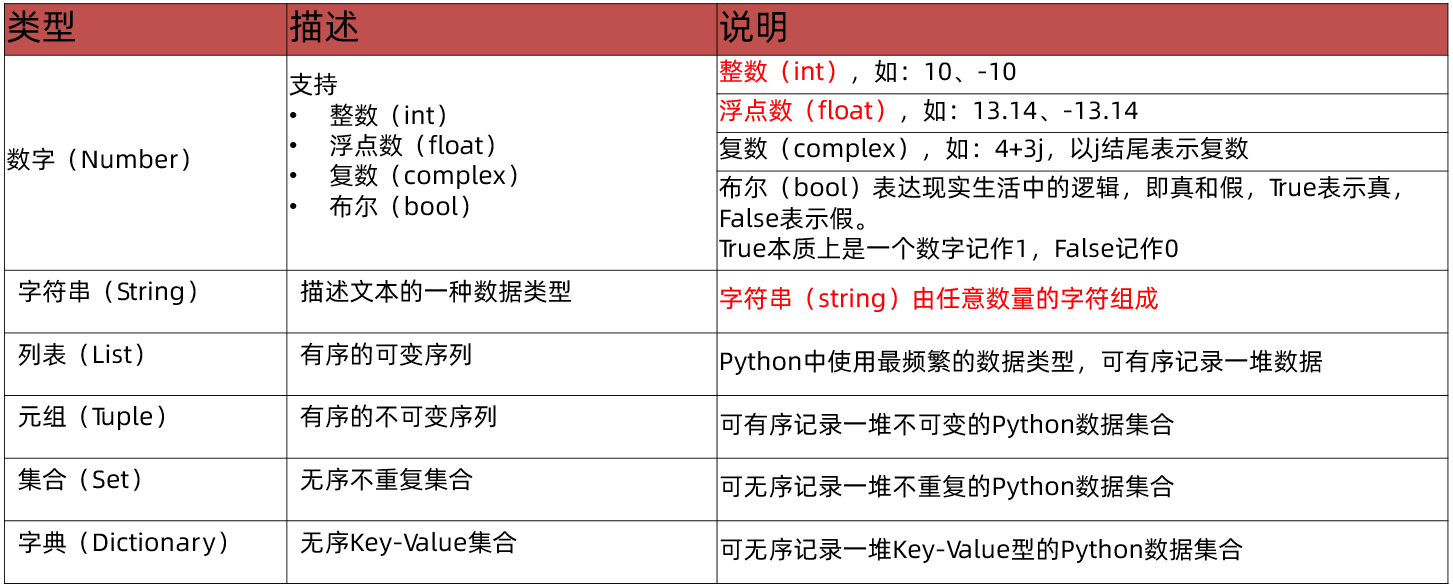 类型 描述 说明
数字（Number）
支持
• 整数（int）
• 浮点数（float）
• 复数（complex）
• 布尔（bool）
整数（int），如：10、-10
浮点数（float），如：13.14、-13.14
复数（complex），如：4+3j，以j结尾表示复数
布尔（bool）表达现实生活中的逻辑，即真和假，True表示真，
False表示假。
True本质上是一个数字记作1，False记作0
字符串（String） 描述文本的一种数据类型 字符串（string）由任意数量的字符组成
列表（List） 有序的可变序列 Python中使用最频繁的数据类型，可有序记录一堆数据
元组（Tuple） 有序的不可变序列 可有序记录一堆不可变的Python数据集合
集合（Set） 无序不重复集合 可无序记录一堆不重复的Python数据集合
字典（Dictionary） 无序Key-Value集合 可无序记录一堆Key-Value型的Python数据集合